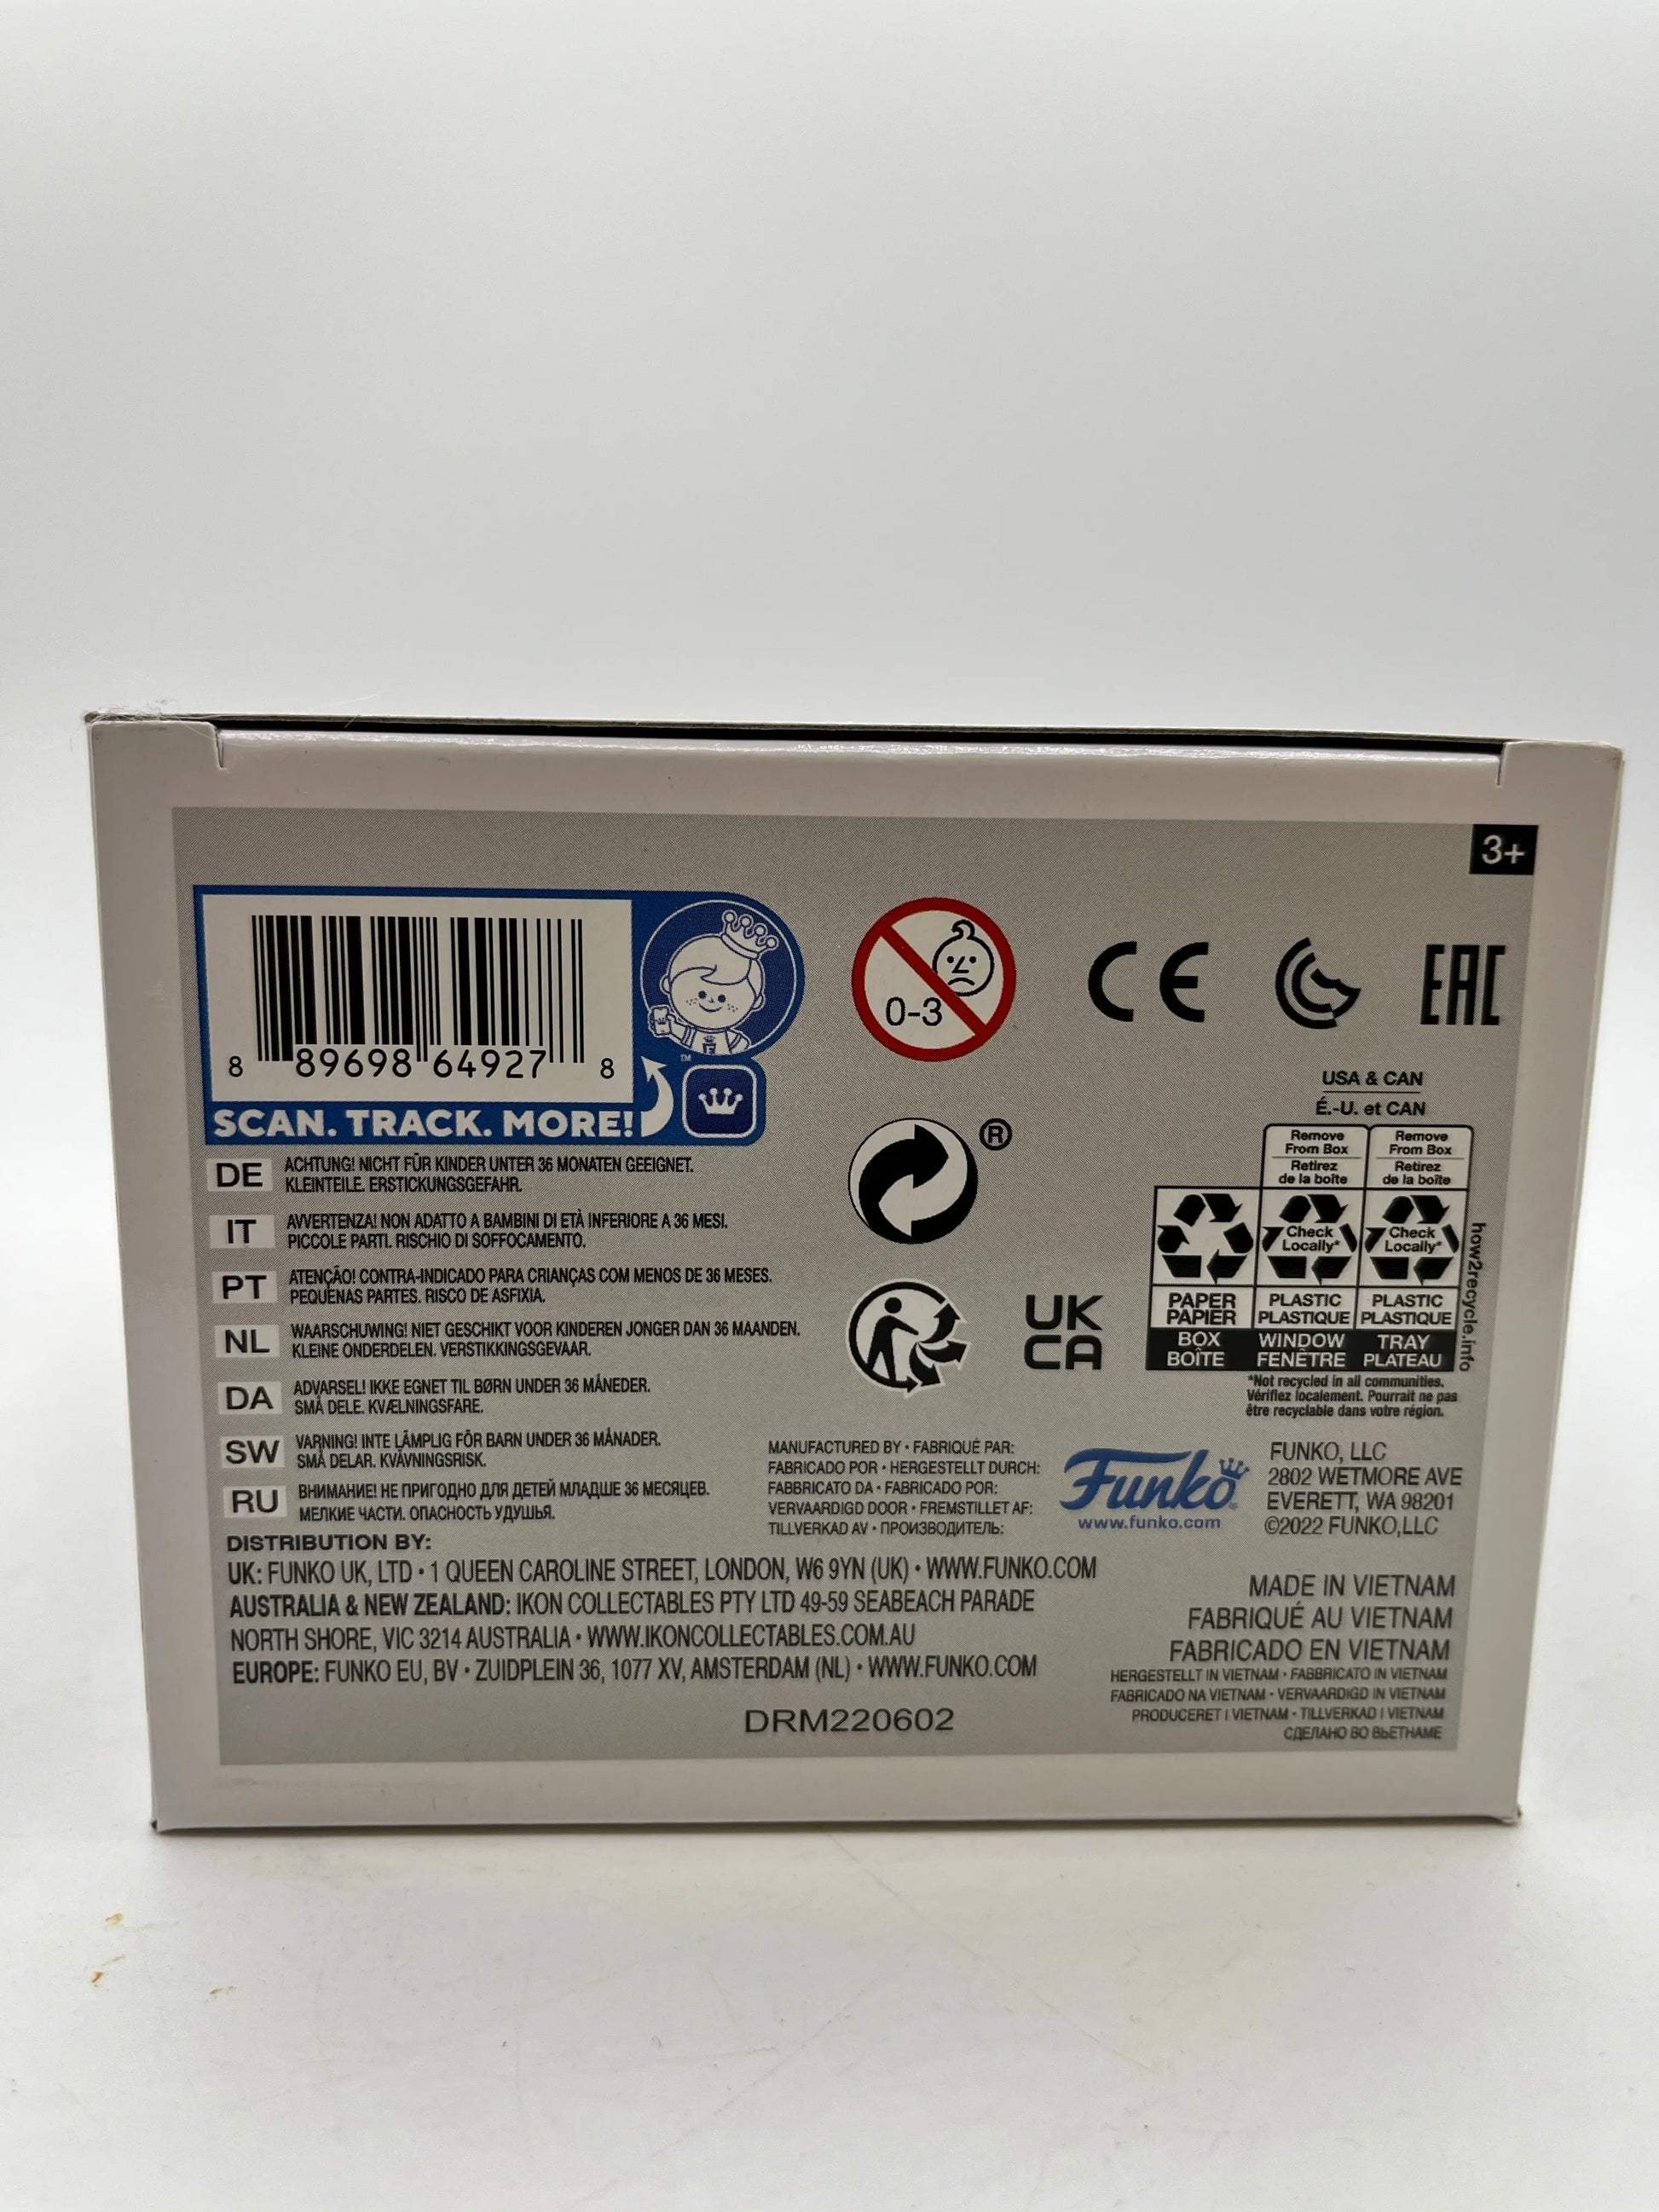 3+
8 89698 64927 8
™
SCAN. TRACK. MORE!
0-3
CE
EAC
®
DE ACHTUNG! NICHT FÜR KINDER UNTER 36 MONATEN GEEIGNET.
KLEINTEILE. ERSTICKUNGSGEFAHR.
IT AVVERTENZA! NON ADATTO A BAMBINI DI ETÀ INFERIORE A 36 MESI.
PICCOLE PARTI. RISCHIO DI SOFFOCAMENTO.
PT ATENÇÃO! CONTRA-INDICADO PARA CRIANÇAS COM MENOS DE 36 MESES.
PEQUENAS PARTES. RISCO DE ASFIXIA.
NL WAARSCHUWING! NIET GESCHIKT VOOR KINDEREN JONGER DAN 36 MAANDEN.
KLEINE ONDERDELEN. VERSTIKKINGSGEVAAR.
DA ADVARSEL! IKKE EGNET TIL BØRN UNDER 36 MÅNEDER.
SMÅ DELE. KVÆLNINGSFARE.
SW VARNING! INTE LÄMPLIG FÖR BARN UNDER 36 MÅNADER.
SMÅ DELAR. KVÄVNINGSRISK.
RU ВНИМАНИЕ! НЕ ПРИГОДНО ДЛЯ ДЕТЕЙ МЛАДШЕ 36 МЕСЯЦЕВ.
МЕЛКИЕ ЧАСТИ. ОПАСНОСТЬ УДУШЬЯ.
UK
CA
USA & CAN
É.-U. et CAN
Remove From Box
Retirez de la boîte
Remove From Box
Retirez de la boîte
Check Locally*
Check Locally*
PAPER PAPIER
PLASTIC PLASTIQUE
PLASTIC PLASTIQUE
BOX BOÎTE
WINDOW FENÊTRE
TRAY PLATEAU
how2recycle.info
*Not recycled in all communities.
Vérifiez localement. Pourrait ne pas
être recyclable dans votre région.
MANUFACTURED BY • FABRIQUÉ PAR:
FABRICADO POR • HERGESTELLT DURCH:
FABBRICATO DA • FABRICADO POR:
VERVAARDIGD DOOR • FREMSTILLET AF:
TILLVERKAD AV • ПРОИЗВОДИТЕЛЬ:
Funko
www.funko.com
FUNKO, LLC
2802 WETMORE AVE
EVERETT, WA 98201
©2022 FUNKO,LLC
DISTRIBUTION BY:
UK: FUNKO UK, LTD • 1 QUEEN CAROLINE STREET, LONDON, W6 9YN (UK) • WWW.FUNKO.COM
AUSTRALIA & NEW ZEALAND: IKON COLLECTABLES PTY LTD 49-59 SEABEACH PARADE
NORTH SHORE, VIC 3214 AUSTRALIA • WWW.IKONCOLLECTABLES.COM.AU
EUROPE: FUNKO EU, BV • ZUIDPLEIN 36, 1077 XV, AMSTERDAM (NL) • WWW.FUNKO.COM
MADE IN VIETNAM
FABRIQUÉ AU VIETNAM
FABRICADO EN VIETNAM
HERGESTELLT IN VIETNAM • FABBRICATO IN VIETNAM
FABRICADO NA VIETNAM • VERVAARDIGD IN VIETNAM
PRODUCERET I VIETNAM • TILLVERKAD I VIETNAM
СДЕЛАНО ВО ВЬЕТНАМЕ
DRM220602